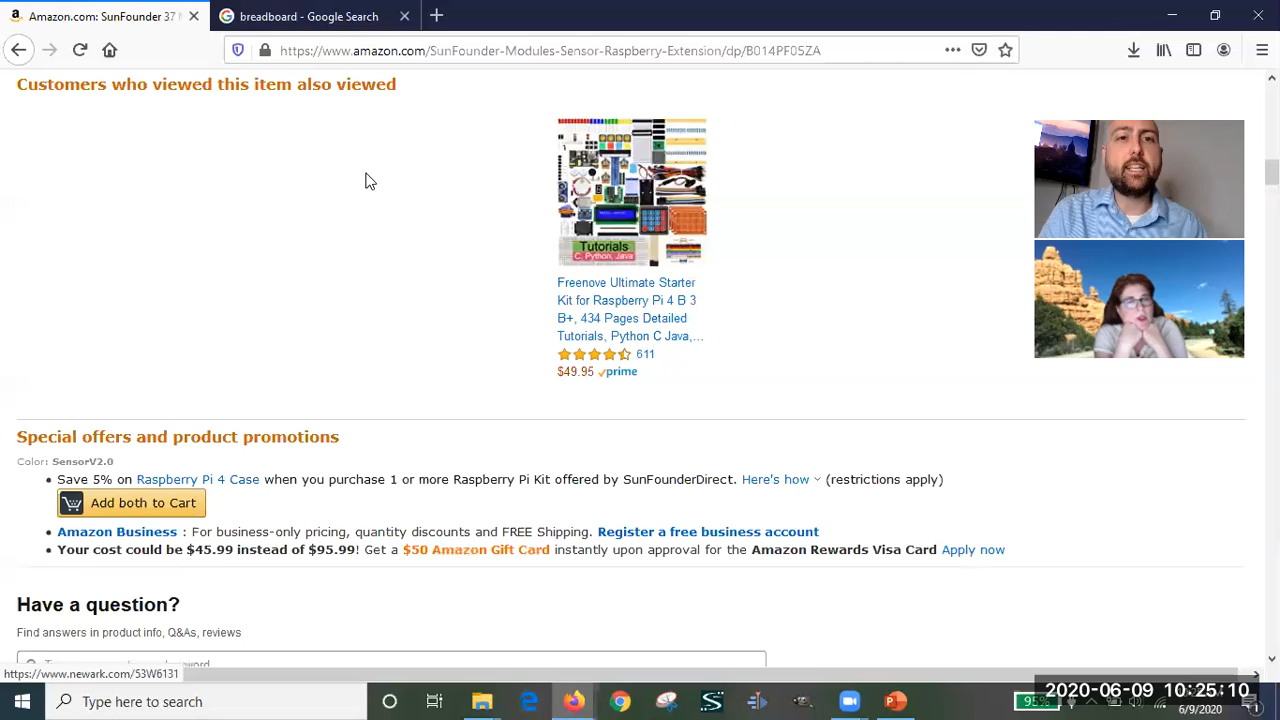 Amazon.com: SunFounder 37 M
breadboard - Google Search
https://www.amazon.com/SunFounder-Modules-Sensor-Raspberry-Extension/dp/B014PF05ZA
Customers who viewed this item also viewed
Tutorials
C, Python, Java
Freenove Ultimate Starter
Kit for Raspberry Pi 4 B 3
B+, 434 Pages Detailed
Tutorials, Python C Java,...
611
$49.95 prime
Special offers and product promotions
Color: SensorV2.0
Save 5% on Raspberry Pi 4 Case when you purchase 1 or more Raspberry Pi Kit offered by SunFounderDirect. Here's how (restrictions apply)
Add both to Cart
Amazon Business : For business-only pricing, quantity discounts and FREE Shipping. Register a free business account
Your cost could be $45.99 instead of $95.99! Get a $50 Amazon Gift Card instantly upon approval for the Amazon Rewards Visa Card Apply now
Have a question?
Find answers in product info, Q&As, reviews
https://www.newark.com/53W6131
Type here to search
95%
2020-06-09 10:25:10
6/9/2020